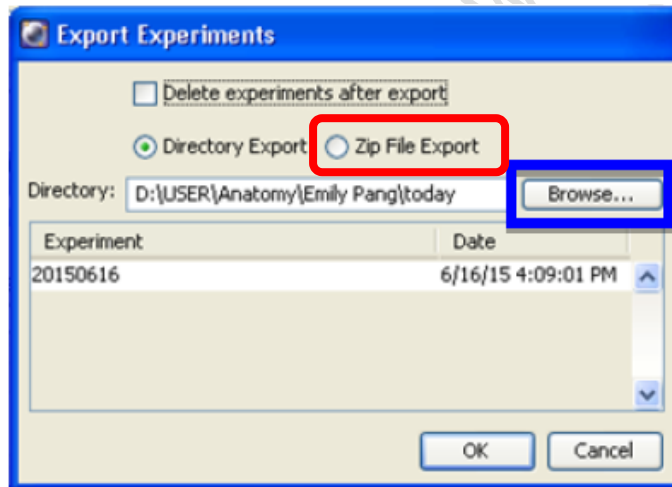 Export Experiments
Delete experiments after export
Directory Export Zip File Export
Directory: D:\USER\Anatomy\Emily Pang\today Browse...
Experiment Date
20150616 6/16/15 4:09:01 PM
OK Cancel